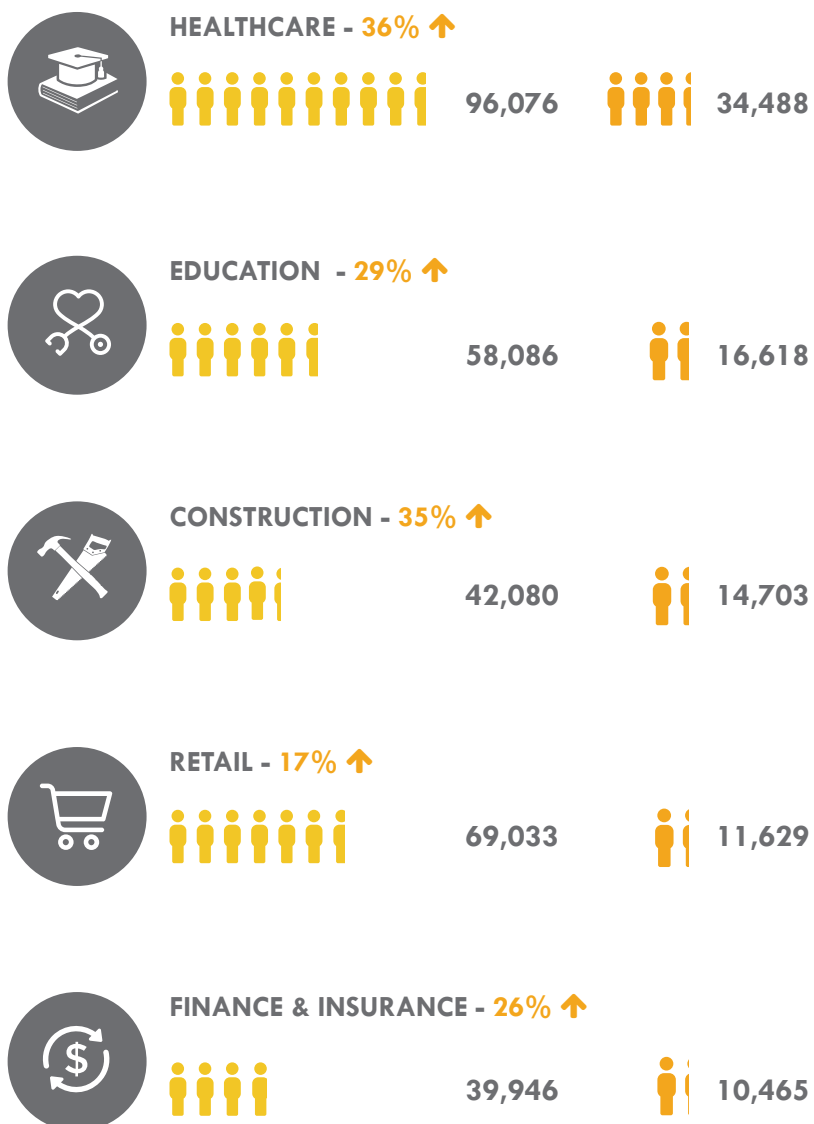 HEALTHCARE - 36%
96,076 34,488
EDUCATION - 29%
58,086 16,618
CONSTRUCTION - 35%
42,080 14,703
RETAIL - 17%
69,033 11,629
FINANCE & INSURANCE - 26%
$ 39,946 10,465